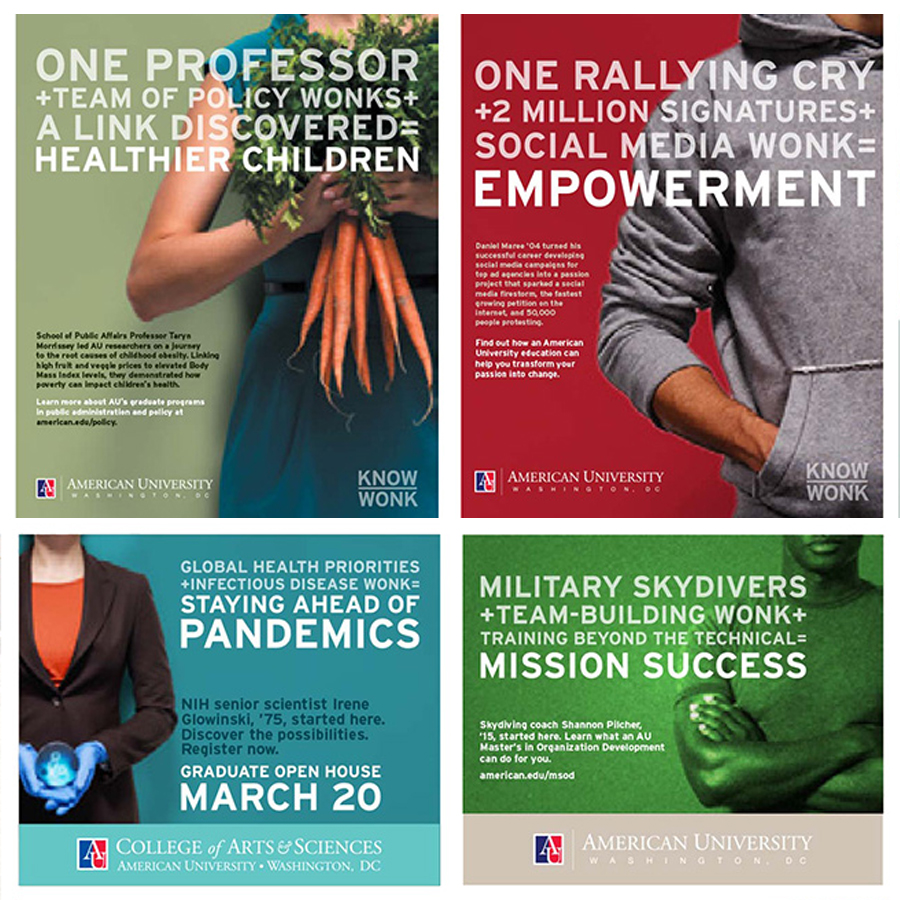 ONE PROFESSOR
+TEAM OF POLICY WONKS+
A LINK DISCOVERED=
HEALTHIER CHILDREN
School of Public Affairs Professor Taryn
Morrissey led AU researchers on a journey
to the root causes of childhood obesity. Linking
high fruit and veggie prices to elevated Body
Mass Index levels, they demonstrated how
poverty can impact children's health.
Learn more about AU's graduate programs
in public administration and policy at
american.edu/policy.
AU
AMERICAN UNIVERSITY
WASHINGTON, DC
KNOW
WONK
ONE RALLYING CRY
+2 MILLION SIGNATURES+
SOCIAL MEDIA WONK=
EMPOWERMENT
Daniel Maree '04 turned his
successful career developing
social media campaigns for
top ad agencies into a passion
project that sparked a social
media firestorm, the fastest
growing petition on the
internet, and 50,000
people protesting.
Find out how an American
University education can
help you transform your
passion into change.
AU
AMERICAN UNIVERSITY
WASHINGTON, DC
KNOW
WONK
GLOBAL HEALTH PRIORITIES
+INFECTIOUS DISEASE WONK=
STAYING AHEAD OF
PANDEMICS
NIH senior scientist Irene
Glowinski, '75, started here.
Discover the possibilities.
Register now.
GRADUATE OPEN HOUSE
MARCH 20
AU
COLLEGE of ARTS & SCIENCES
AMERICAN UNIVERSITY • WASHINGTON, DC
MILITARY SKYDIVERS
+TEAM-BUILDING WONK+
TRAINING BEYOND THE TECHNICAL=
MISSION SUCCESS
Skydiving coach Shannon Pilcher,
'15, started here. Learn what an AU
Master's in Organization Development
can do for you.
american.edu/msod
AU
AMERICAN UNIVERSITY
WASHINGTON, DC